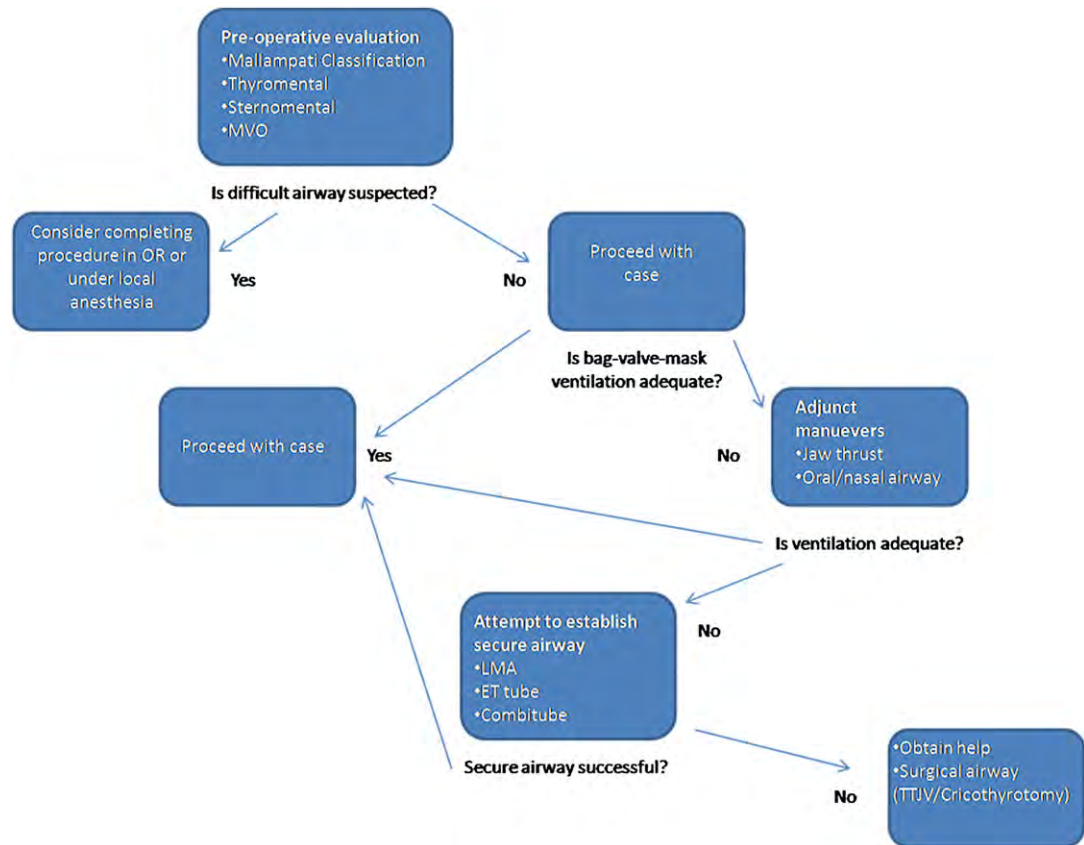 Pre-operative evaluation
•Mallampati Classification
•Thyromental
•Sternomental
•MVO
Is difficult airway suspected?
Consider completing
procedure in OR or
under local
anesthesia
Yes
No
Proceed with
case
Is bag-valve-mask
ventilation adequate?
Proceed with case
Yes
No
Adjunct
manuevers
•Jaw thrust
•Oral/nasal airway
Is ventilation adequate?
Attempt to establish
secure airway
•LMA
•ET tube
•Combitube
No
Secure airway successful?
No
•Obtain help
•Surgical airway
(TTJV/Cricothyrotomy)